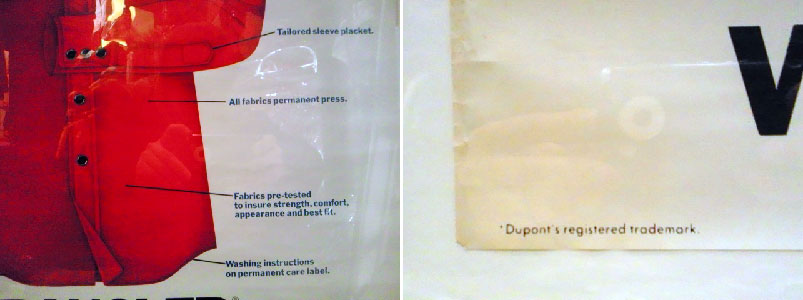 Tailored sleeve placket.
All fabrics permanent press.
Fabrics pre-tested
to insure strength, comfort,
appearance and best fit.
Washing instructions
on permanent care label.
*Dupont's registered trademark.